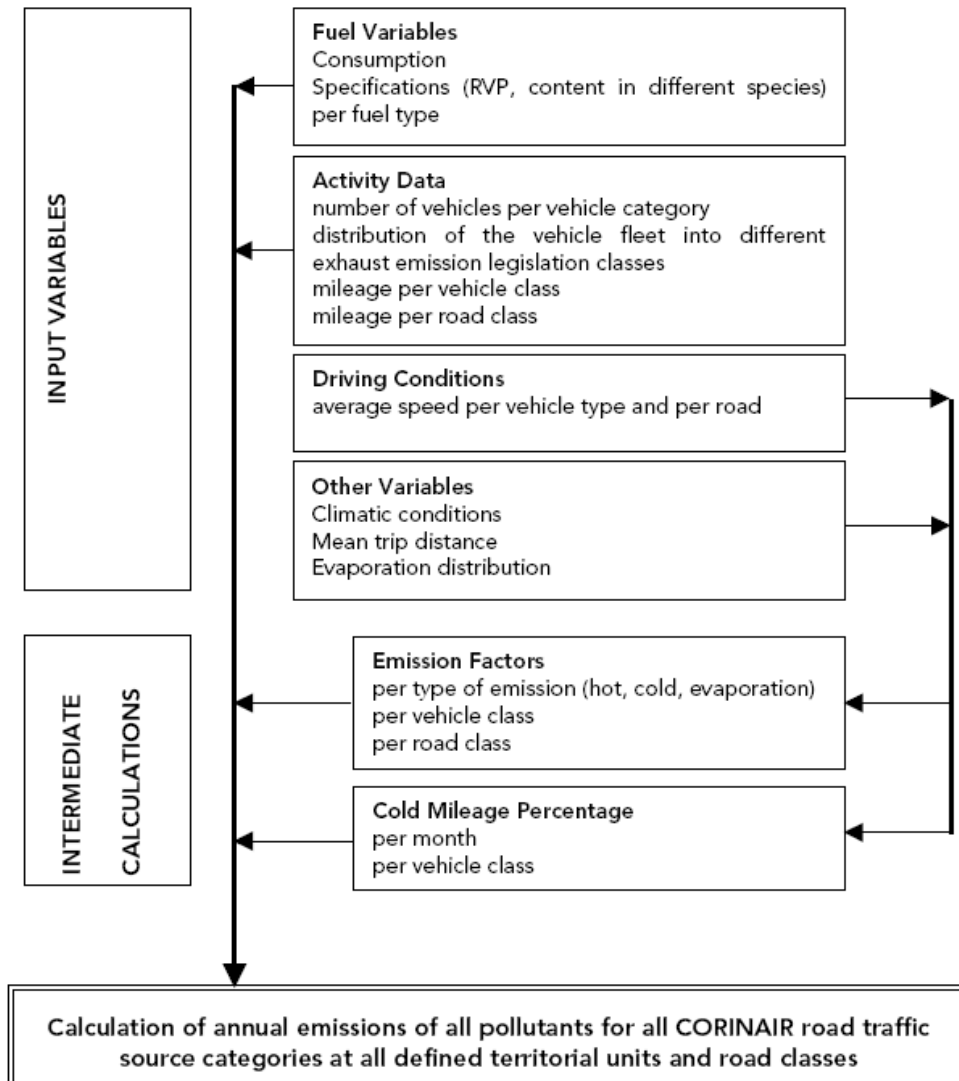 INPUT VARIABLES
Fuel Variables
Consumption
Specifications (RVP, content in different species)
per fuel type
Activity Data
number of vehicles per vehicle category
distribution of the vehicle fleet into different
exhaust emission legislation classes
mileage per vehicle class
mileage per road class
Driving Conditions
average speed per vehicle type and per road
Other Variables
Climatic conditions
Mean trip distance
Evaporation distribution
INTERMEDIATE
CALCULATIONS
Emission Factors
per type of emission (hot, cold, evaporation)
per vehicle class
per road class
Cold Mileage Percentage
per month
per vehicle class
Calculation of annual emissions of all pollutants for all CORINAIR road traffic
source categories at all defined territorial units and road classes